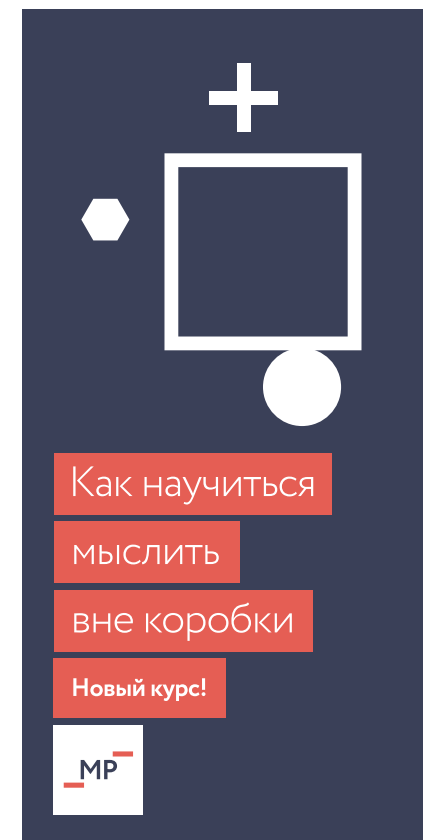 Как научиться
мыслить
вне коробки
Новый курс!
МР